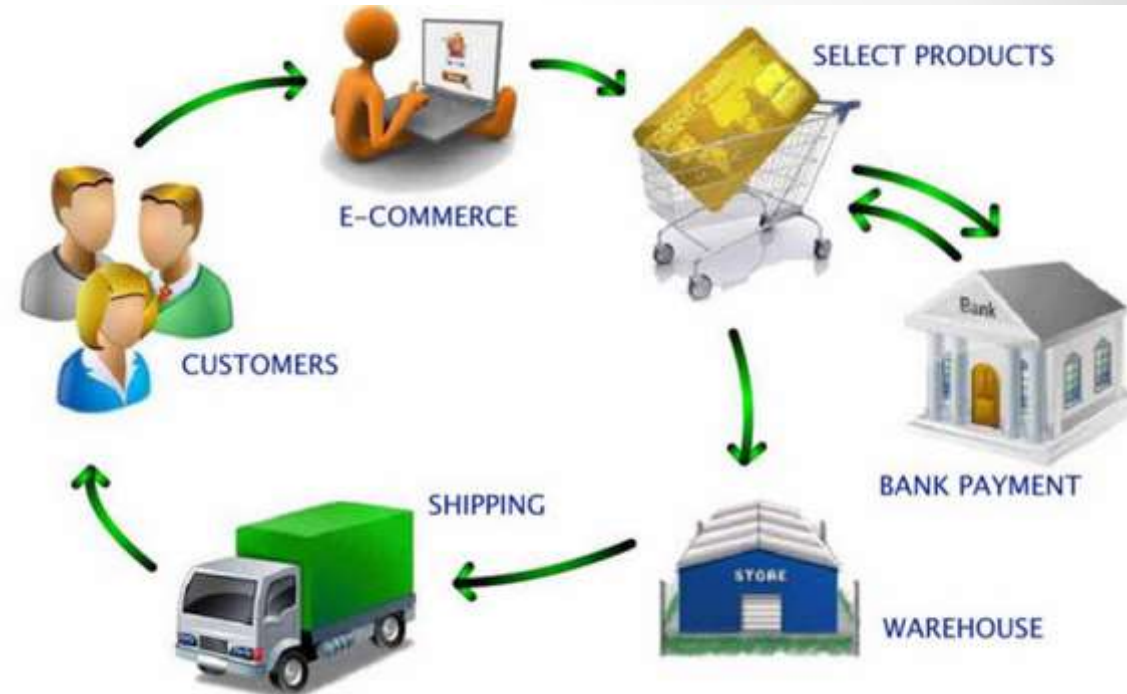 SELECT PRODUCTS
E-COMMERCE
Bank
CUSTOMERS
BANK PAYMENT
SHIPPING
STORE
WAREHOUSE